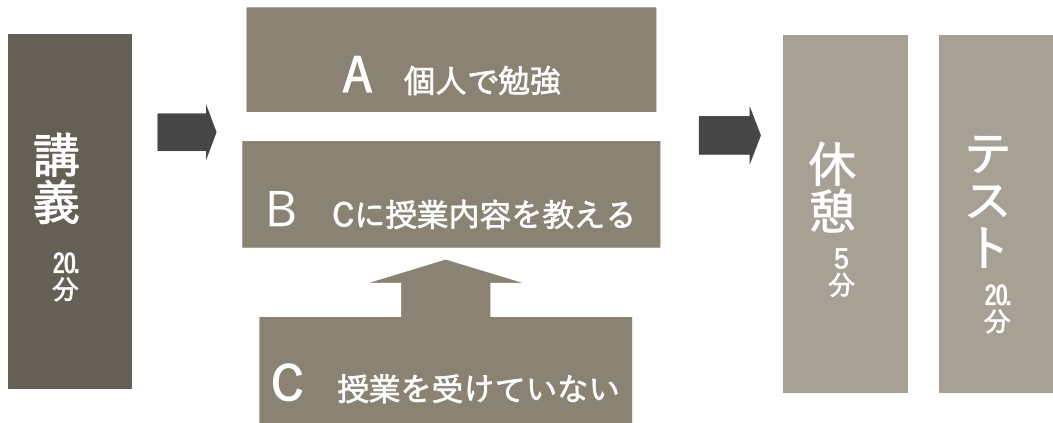 講義 20.分
A 個人で勉強
B Cに授業内容を教える
C 授業を受けていない
休憩 5分
テスト 20.分